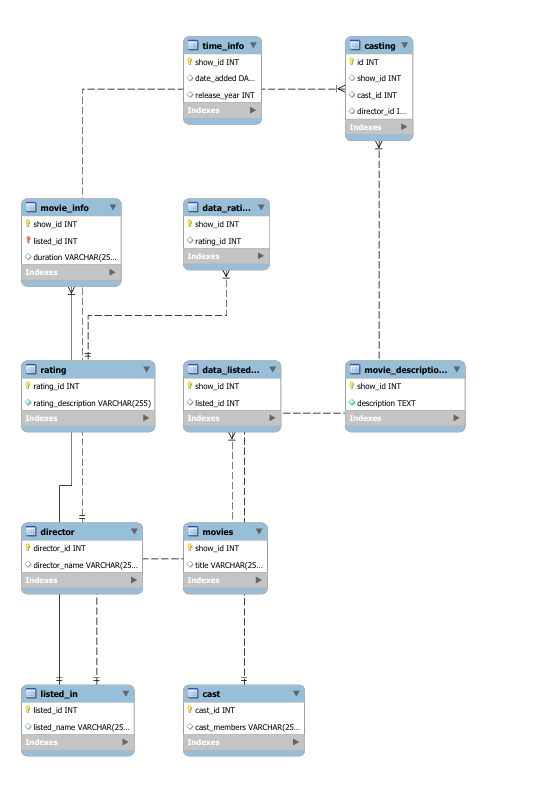 time_info
show_id INT
date_added DA...
release_year INT
Indexes
casting
id INT
show_id INT
cast_id INT
director_id I...
Indexes
movie_info
show_id INT
listed_id INT
duration VARCHAR(25...
Indexes
data_rati...
show_id INT
rating_id INT
Indexes
rating
rating_id INT
rating_description VARCHAR(255)
Indexes
data_listed...
show_id INT
listed_id INT
Indexes
movie_descriptio...
show_id INT
description TEXT
Indexes
director
director_id INT
director_name VARCHAR(25...
Indexes
movies
show_id INT
title VARCHAR(25...
Indexes
listed_in
listed_id INT
listed_name VARCHAR(25...
Indexes
cast
cast_id INT
cast_members VARCHAR(25...
Indexes